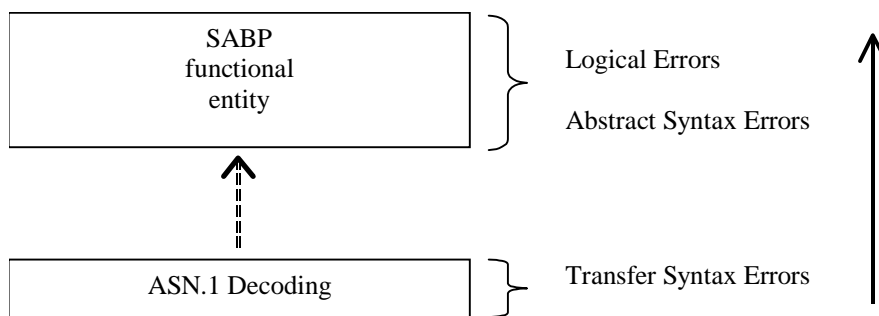 SABP
functional
entity
Logical Errors
Abstract Syntax Errors
ASN.1 Decoding
Transfer Syntax Errors